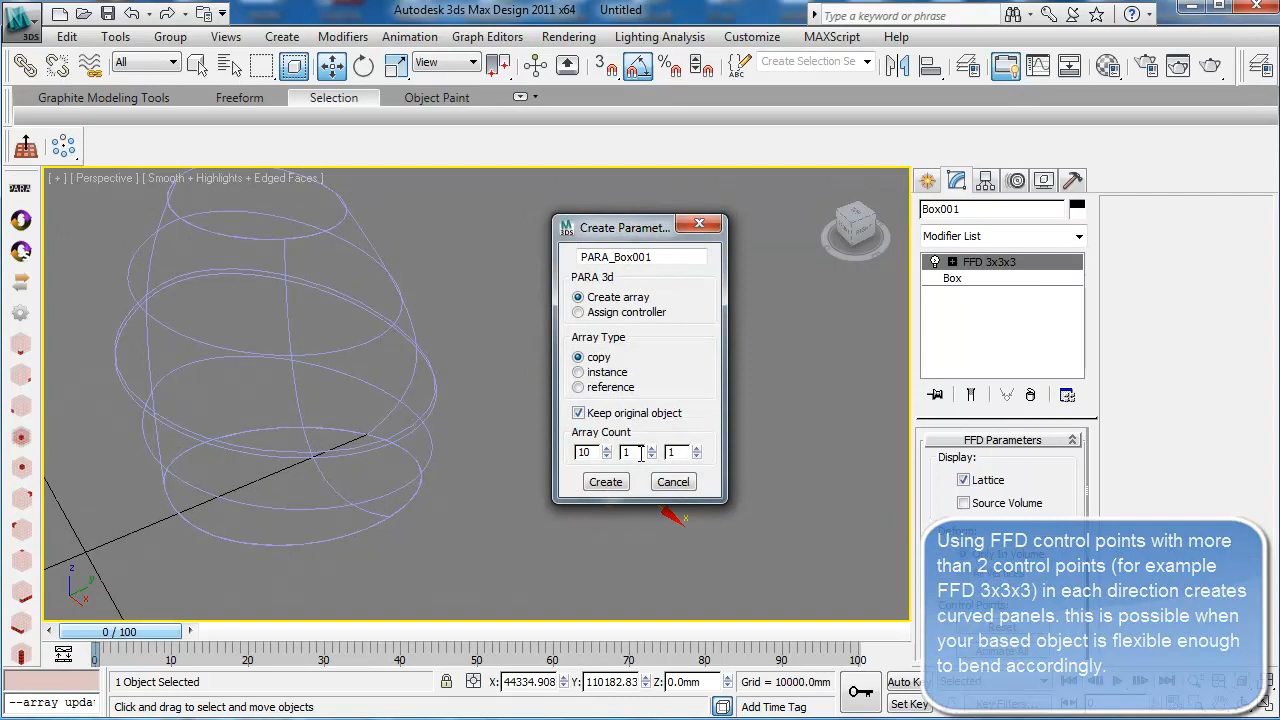 3DS
Autodesk 3ds Max Design 2011 x64 Untitled
Type a keyword or phrase
Edit Tools Group Views Create Modifiers Animation Graph Editors Rendering Lighting Analysis Customize MAXScript Help
All
View
3
Create Selection Se
Graphite Modeling Tools Freeform Selection Object Paint
PARA
[ + ] [ Perspective ] [ Smooth + Highlights + Edged Faces ]
Create Paramet...
PARA_Box001
PARA 3d
Create array
Assign controller
Array Type
copy
instance
reference
Keep original object
Array Count
10 1 1
Create Cancel
x
z
y
x
Box001
Modifier List
FFD 3x3x3
Box
FFD Parameters
Display:
Lattice
Source Volume
Using FFD control points with more
than 2 control points (for example
FFD 3x3x3) in each direction creates
curved panels. this is possible when
your based object is flexible enough
to bend accordingly.
0 / 100
0 10 20 30 40 50 60 70 80 90 100
1 Object Selected
X: 44334.908 Y: 110182.83 Z: 0.0mm Grid = 10000.0mm
Auto Key Selected
--array upda
Click and drag to select and move objects
Add Time Tag
Set Key